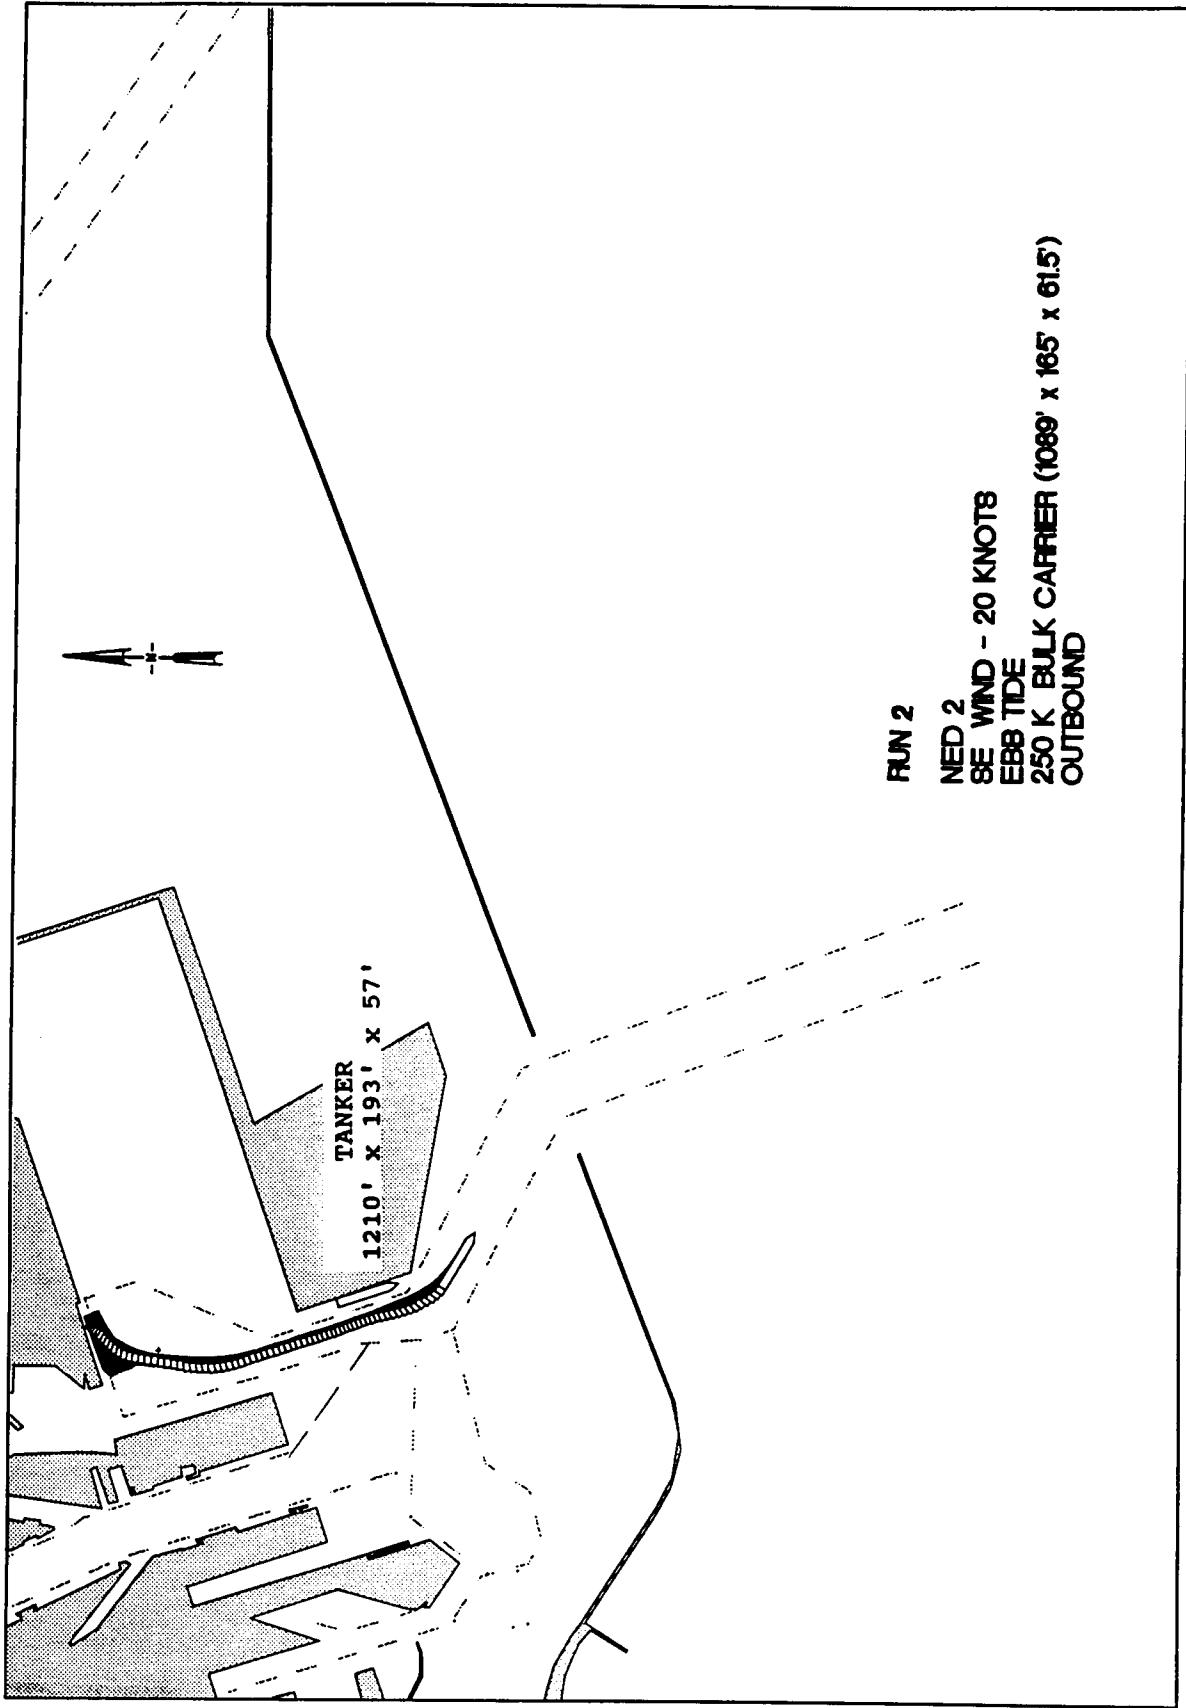 TANKER
1210' x 193' x 57'
RUN 2
NED 2
SE WIND - 20 KNOTS
EBB TIDE
250 K BULK CARRIER (1089' x 165' x 61.5')
OUTBOUND
N